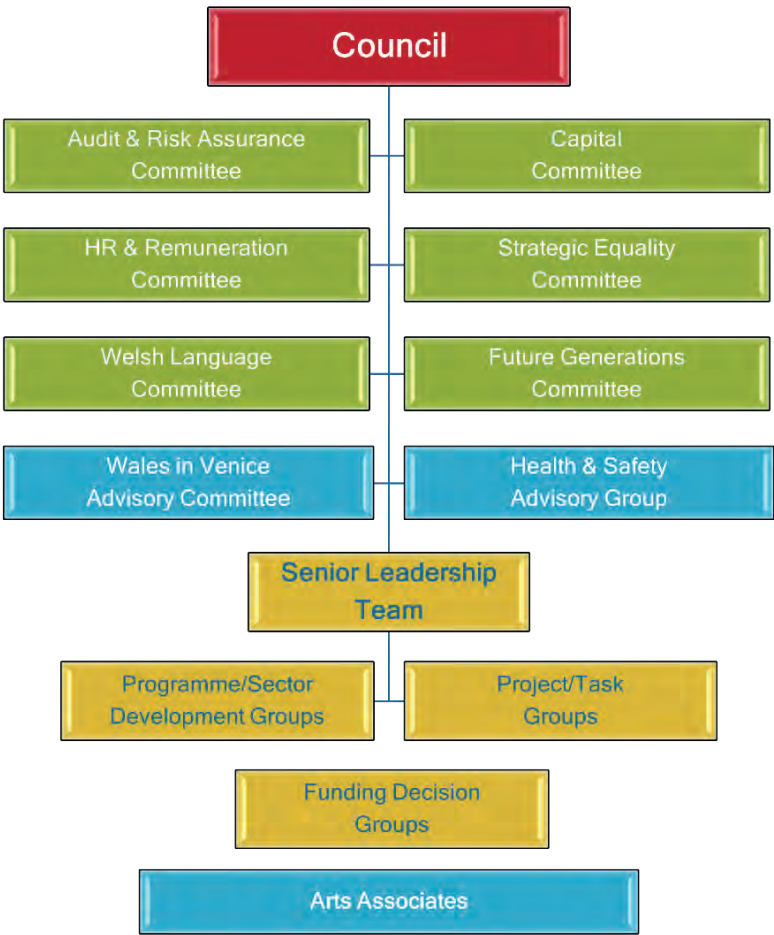 Council
Audit & Risk Assurance
Committee
Capital
Committee
HR & Remuneration
Committee
Strategic Equality
Committee
Welsh Language
Committee
Future Generations
Committee
Wales in Venice
Advisory Committee
Health & Safety
Advisory Group
Senior Leadership
Team
Programme/Sector
Development Groups
Project/Task
Groups
Funding Decision
Groups
Arts Associates